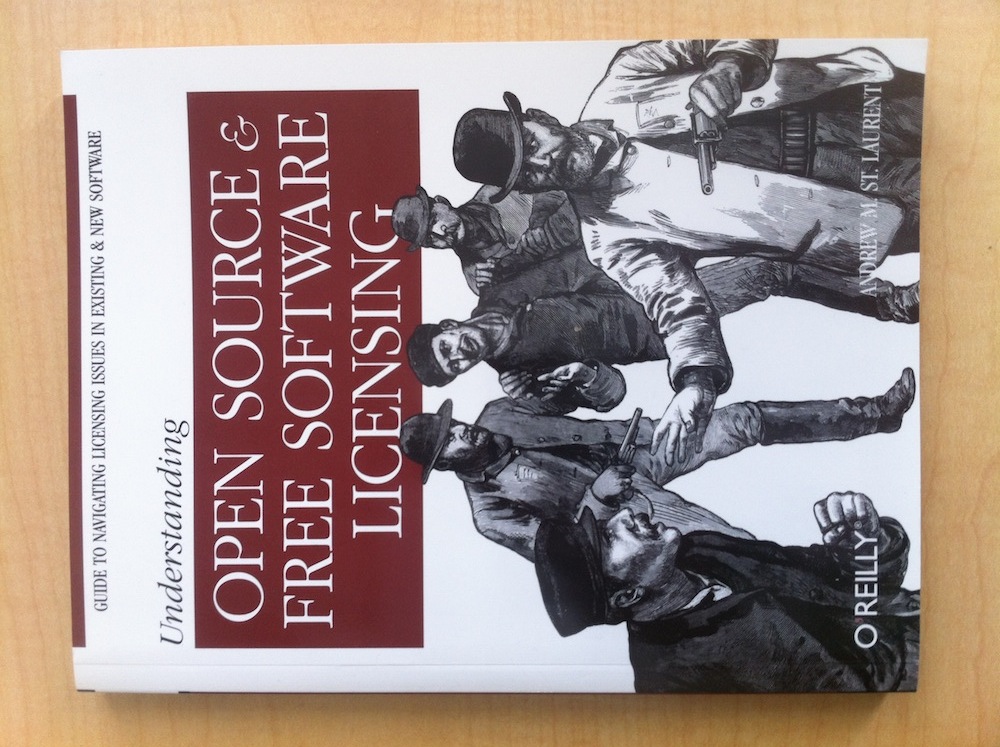 GUIDE TO NAVIGATING LICENSING ISSUES IN EXISTING & NEW SOFTWARE
Understanding
OPEN SOURCE &
FREE SOFTWARE
LICENSING
O'REILLY®
ANDREW M. ST. LAURENT